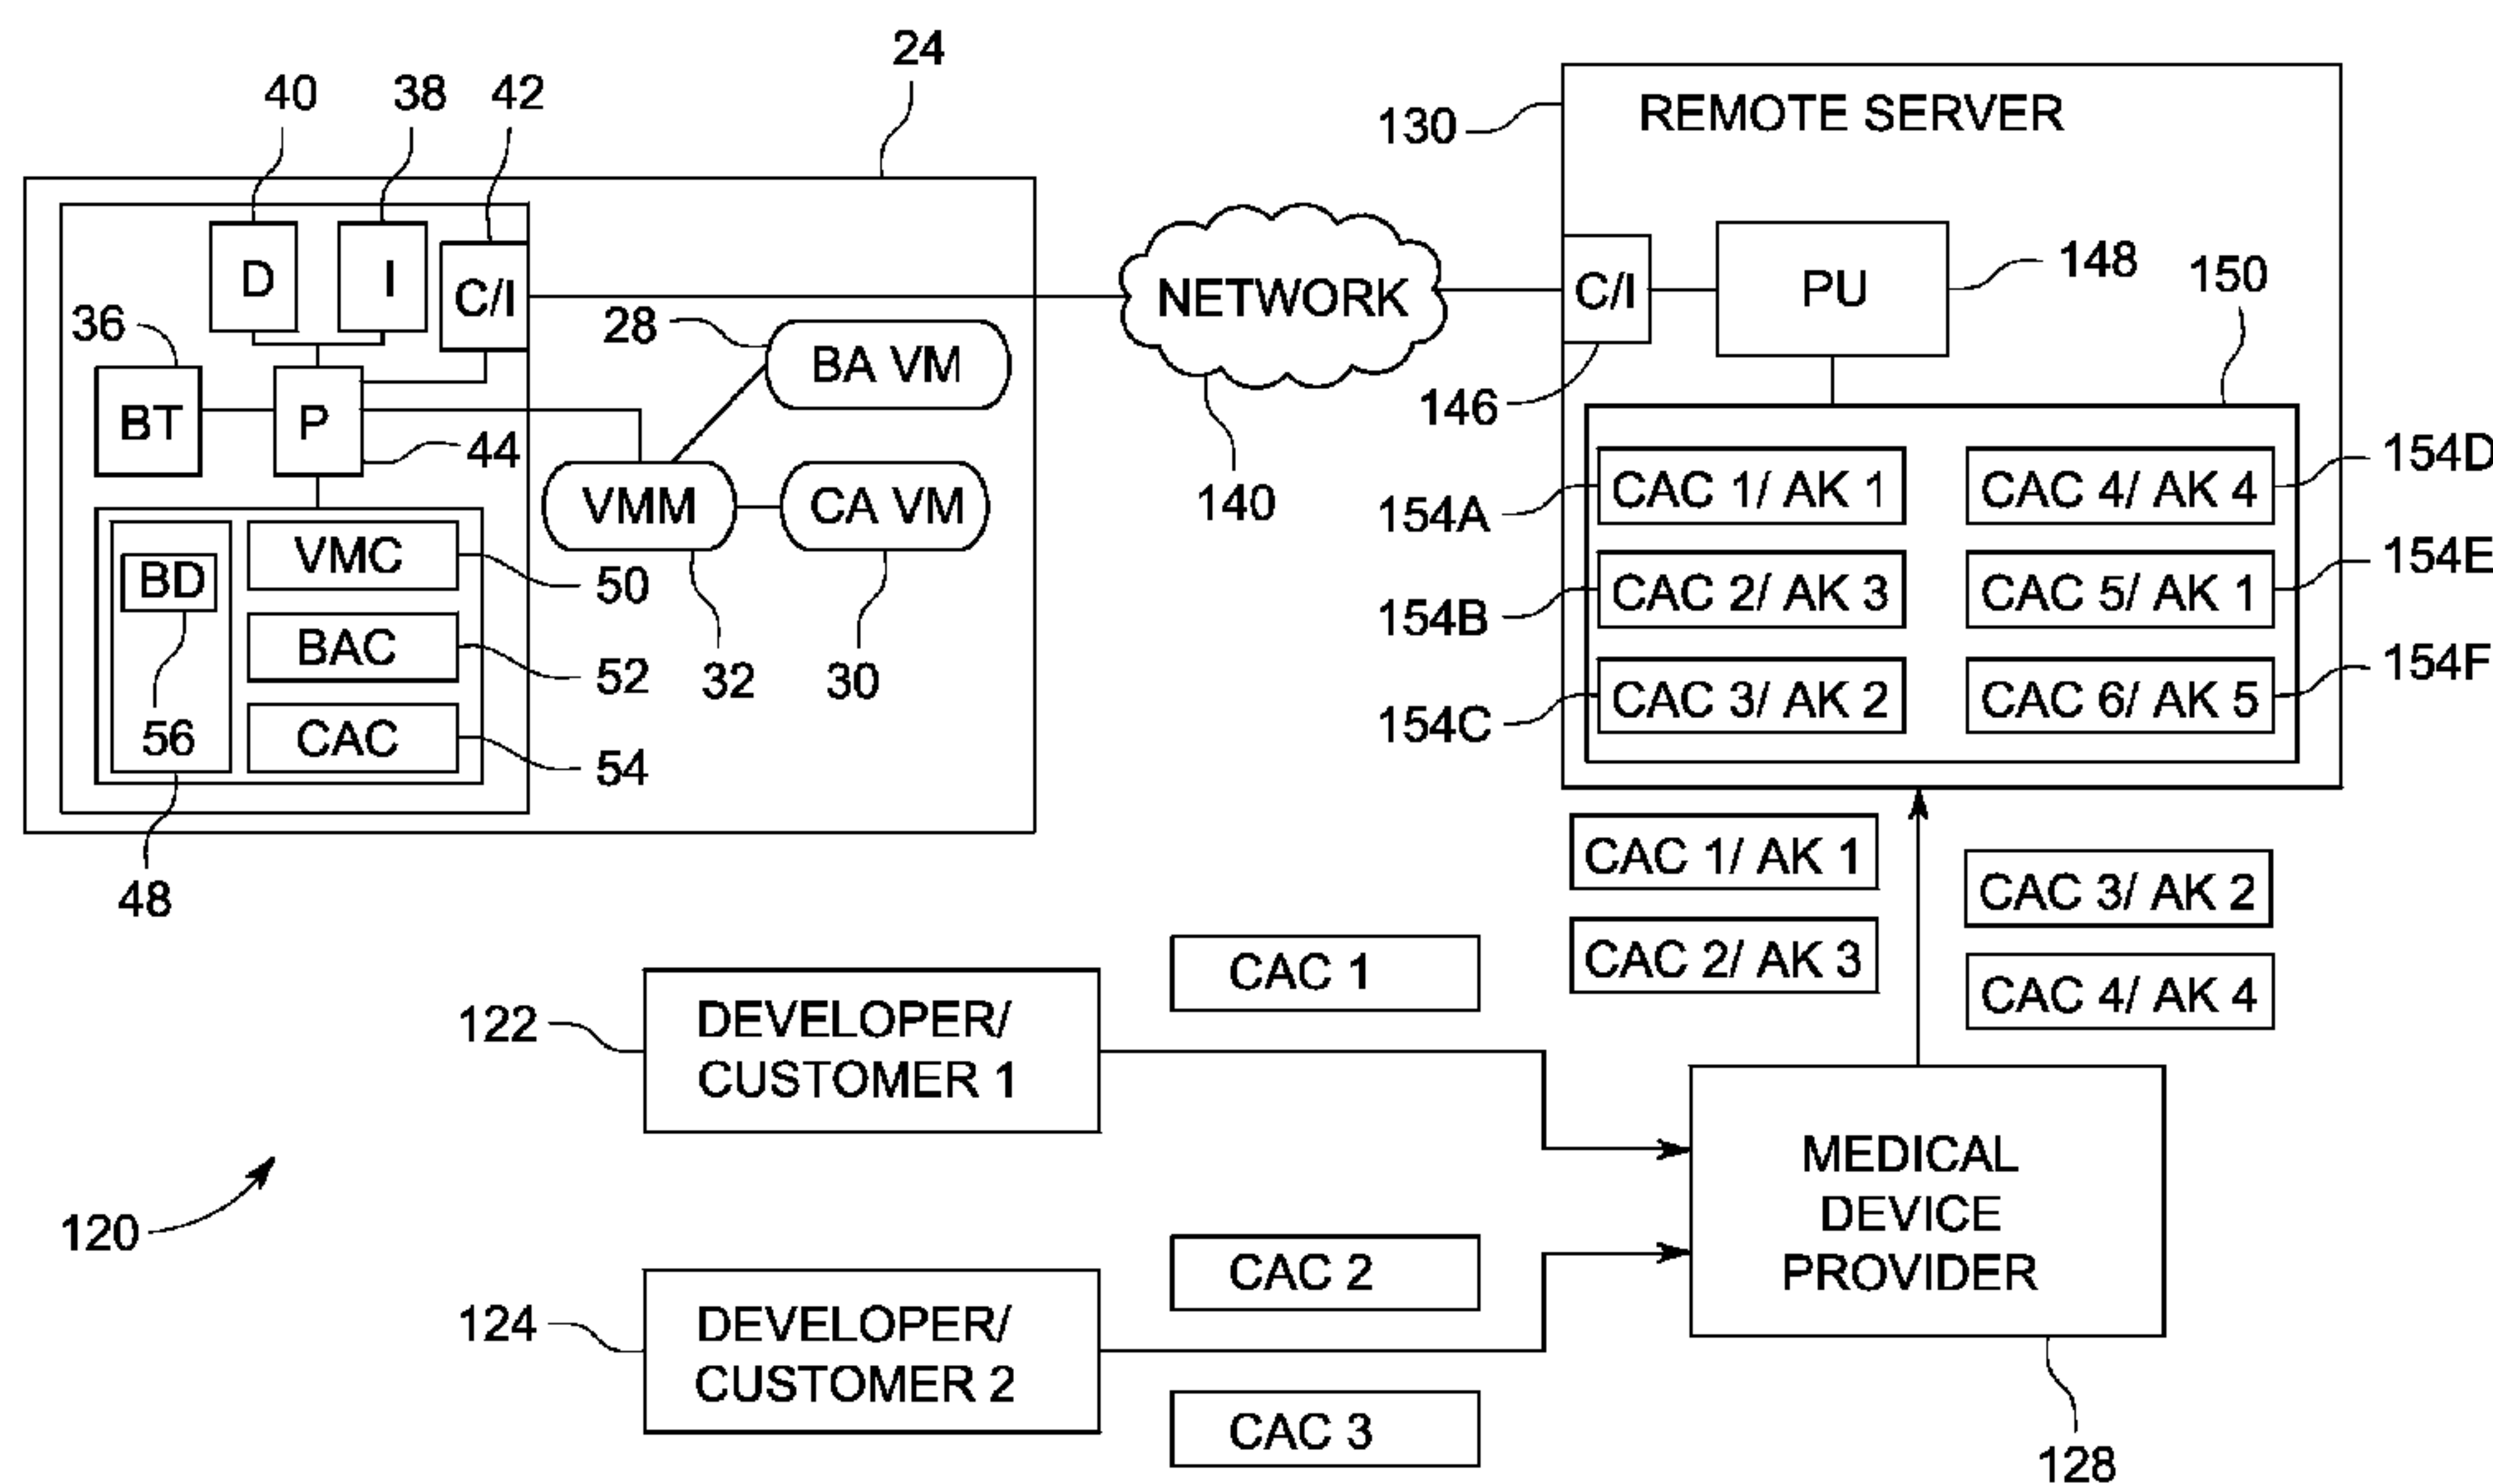 24
40
38
42
130
REMOTE SERVER
D
I
C/I
36
28
BA VM
NETWORK
C/I
PU
148
150
146
BT
P
44
VMM
CA VM
140
154A
CAC 1/ AK 1
CAC 4/ AK 4
154D
154B
CAC 2/ AK 3
CAC 5/ AK 1
154E
154C
CAC 3/ AK 2
CAC 6/ AK 5
154F
BD
VMC
50
BAC
52
32
30
56
CAC
54
48
CAC 1/ AK 1
CAC 3/ AK 2
CAC 2/ AK 3
CAC 4/ AK 4
122
DEVELOPER/
CUSTOMER 1
CAC 1
120
MEDICAL
DEVICE
PROVIDER
128
124
DEVELOPER/
CUSTOMER 2
CAC 2
CAC 3